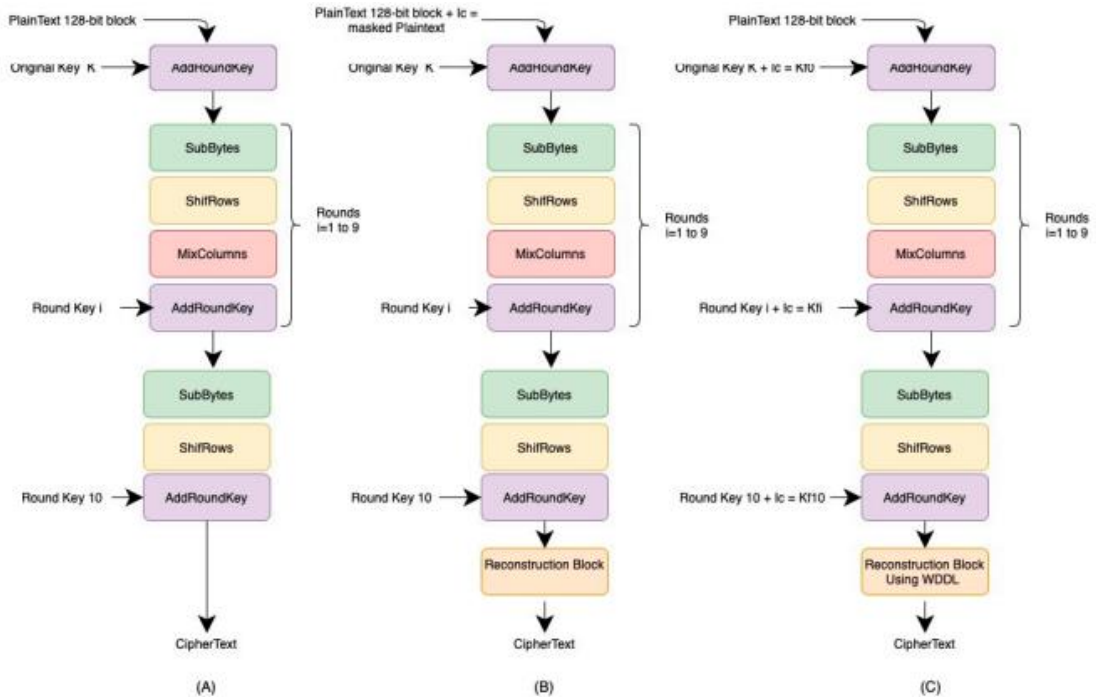 PlainText 128-bit block
Original Key K
AddRoundKey
SubBytes
ShifRows
MixColumns
Rounds
i=1 to 9
Round Key i
AddRoundKey
SubBytes
ShifRows
Round Key 10
AddRoundKey
CipherText
(A)
PlainText 128-bit block + Ic =
masked Plaintext
Original Key K
AddRoundKey
SubBytes
ShifRows
MixColumns
Rounds
i=1 to 9
Round Key i
AddRoundKey
SubBytes
ShifRows
Round Key 10
AddRoundKey
Reconstruction Block
CipherText
(B)
PlainText 128-bit block
Original Key K + Ic = Kf0
AddRoundKey
SubBytes
ShifRows
MixColumns
Rounds
i=1 to 9
Round Key i + Ic = Kfi
AddRoundKey
SubBytes
ShifRows
Round Key 10 + Ic = Kf10
AddRoundKey
Reconstruction Block
Using WDDL
CipherText
(C)